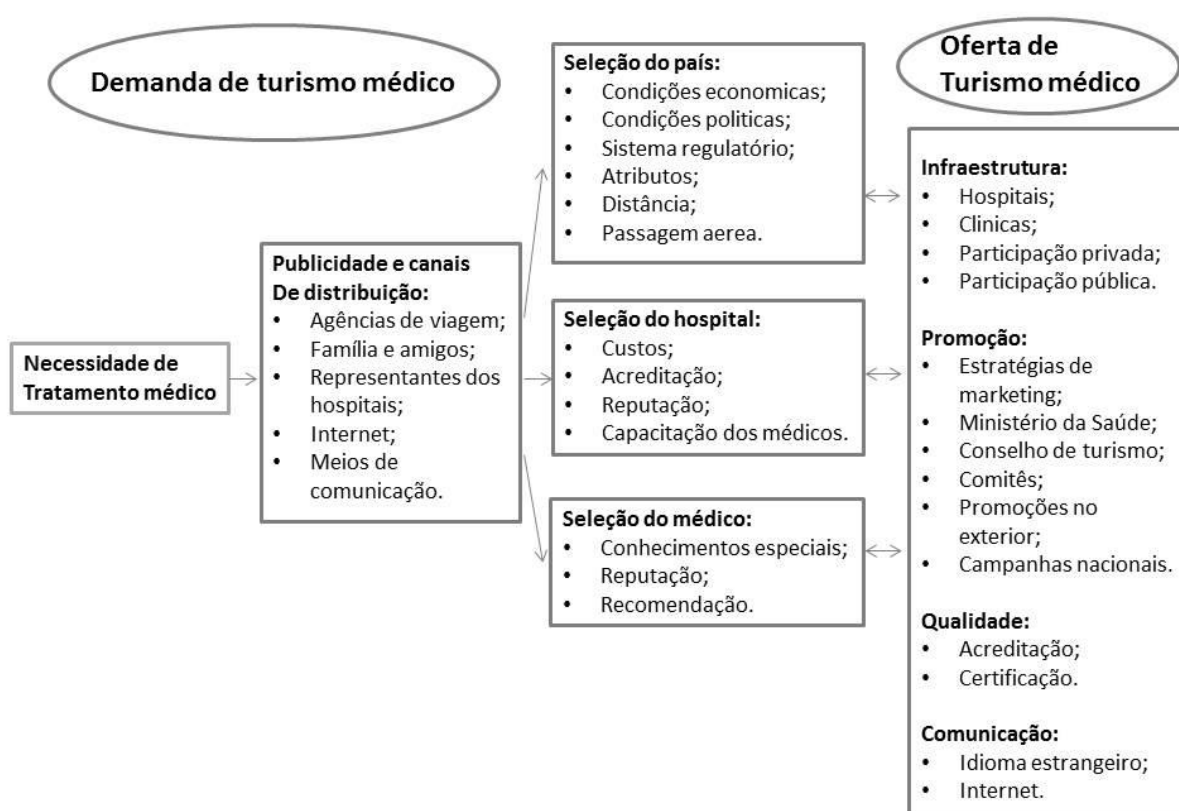 Demanda de turismo médico
Necessidade de
Tratamento médico
Publicidade e canais
De distribuição:
• Agências de viagem;
• Família e amigos;
• Representantes dos
hospitais;
• Internet;
• Meios de
comunicação.
Seleção do país:
• Condições economicas;
• Condições politicas;
• Sistema regulatório;
• Atributos;
• Distância;
• Passagem aerea.
Seleção do hospital:
• Custos;
• Acreditação;
• Reputação;
• Capacitação dos médicos.
Seleção do médico:
• Conhecimentos especiais;
• Reputação;
• Recomendação.
Oferta de
Turismo médico
Infraestrutura:
• Hospitais;
• Clinicas;
• Participação privada;
• Participação pública.
Promoção:
• Estratégias de
marketing;
• Ministério da Saúde;
• Conselho de turismo;
• Comitês;
• Promoções no
exterior;
• Campanhas nacionais.
Qualidade:
• Acreditação;
• Certificação.
Comunicação:
• Idioma estrangeiro;
• Internet.